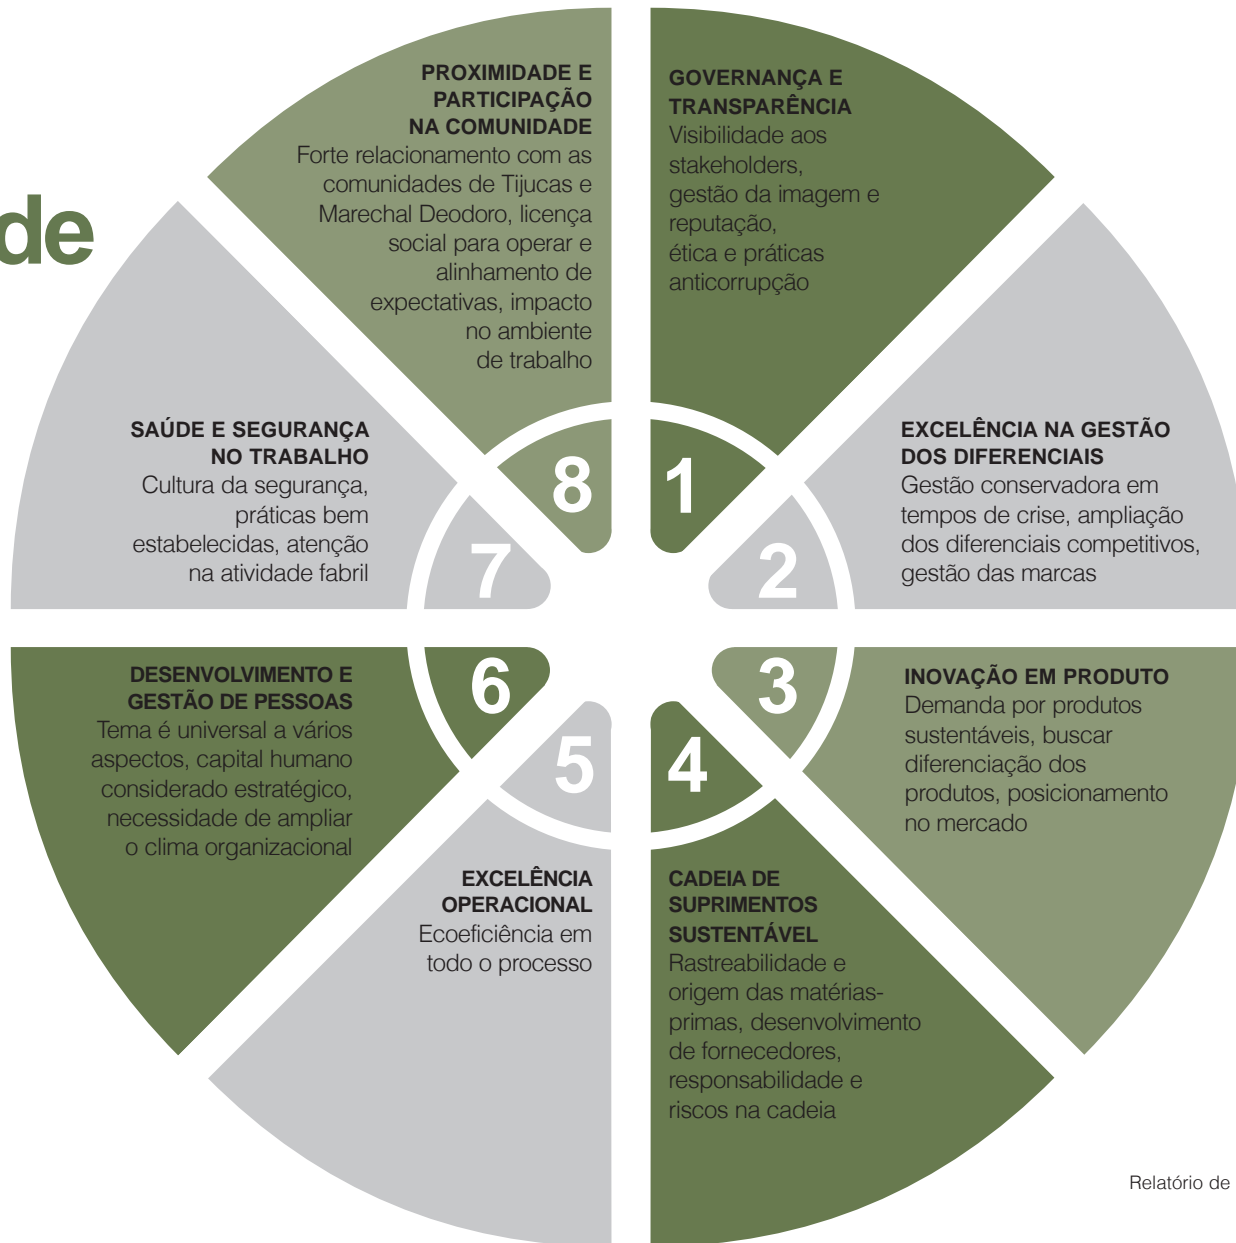 de
PROXIMIDADE E
PARTICIPAÇÃO
NA COMUNIDADE
Forte relacionamento com as
comunidades de Tijucas e
Marechal Deodoro, licença
social para operar e
alinhamento de
expectativas, impacto
no ambiente
de trabalho
8
GOVERNANÇA E
TRANSPARÊNCIA
Visibilidade aos
stakeholders,
gestão da imagem e
reputação,
ética e práticas
anticorrupção
1
EXCELÊNCIA NA GESTÃO
DOS DIFERENCIAIS
Gestão conservadora em
tempos de crise, ampliação
dos diferenciais competitivos,
gestão das marcas
2
INOVAÇÃO EM PRODUTO
Demanda por produtos
sustentáveis, buscar
diferenciação dos
produtos, posicionamento
no mercado
3
CADEIA DE
SUPRIMENTOS
SUSTENTÁVEL
Rastreabilidade e
origem das matérias-
primas, desenvolvimento
de fornecedores,
responsabilidade e
riscos na cadeia
4
EXCELÊNCIA
OPERACIONAL
Ecoeficiência em
todo o processo
5
DESENVOLVIMENTO E
GESTÃO DE PESSOAS
Tema é universal a vários
aspectos, capital humano
considerado estratégico,
necessidade de ampliar
o clima organizacional
6
SAÚDE E SEGURANÇA
NO TRABALHO
Cultura da segurança,
práticas bem
estabelecidas, atenção
na atividade fabril
7
Relatório de